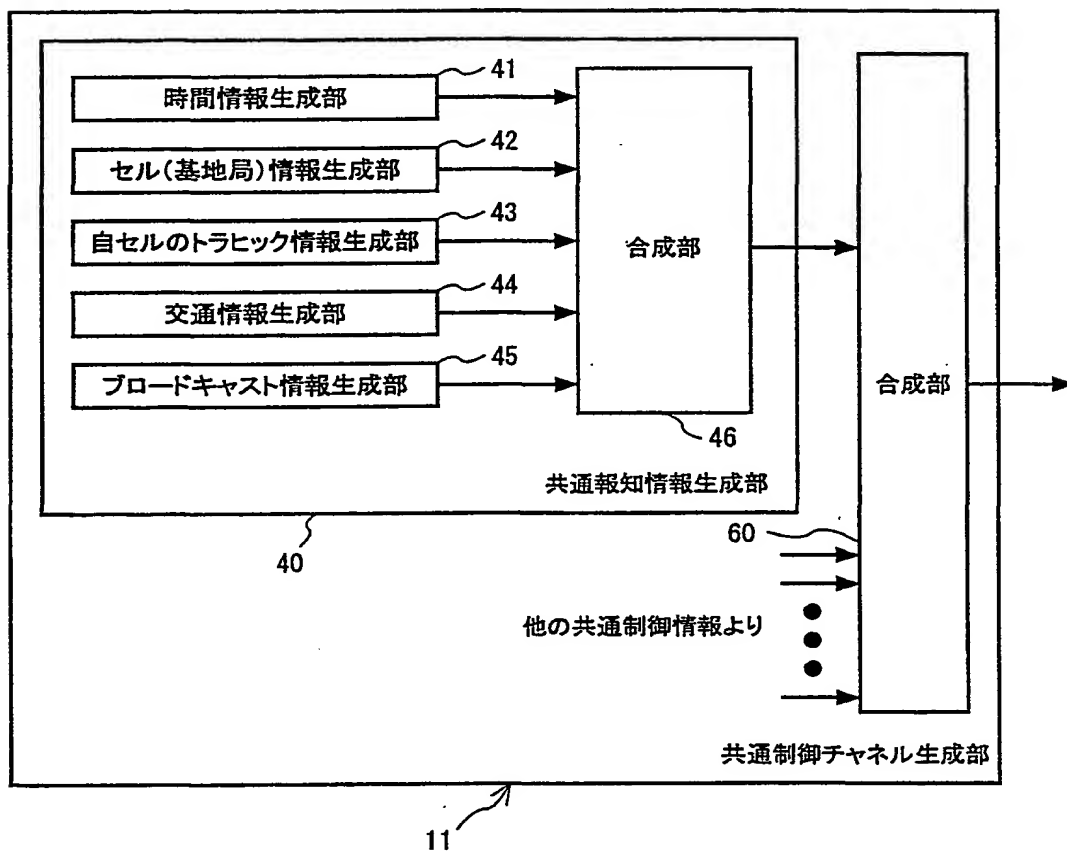 41
時間情報生成部
42
セル(基地局)情報生成部
43
自セルのトラヒック情報生成部
44
交通情報生成部
45
ブロードキャスト情報生成部
合成部
46
共通報知情報生成部
40
合成部
60
他の共通制御情報より
共通制御チャネル生成部
11